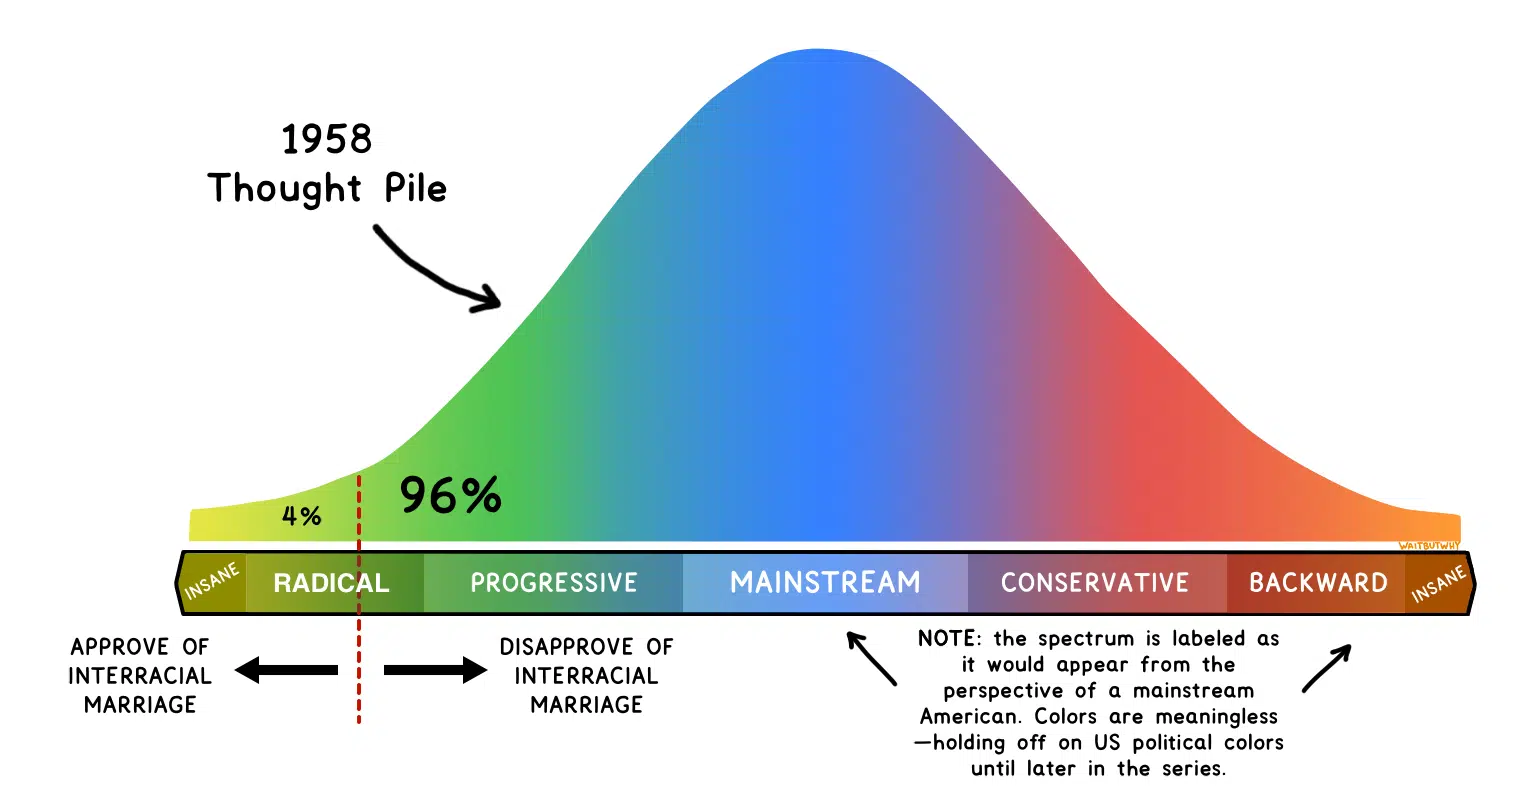 1958
Thought Pile
96%
4%
WAITBUTWHY
INSANE
RADICAL
PROGRESSIVE
MAINSTREAM
CONSERVATIVE
BACKWARD
INSANE
APPROVE OF
INTERRACIAL
MARRIAGE
DISAPPROVE OF
INTERRACIAL
MARRIAGE
NOTE: the spectrum is labeled as
it would appear from the
perspective of a mainstream
American. Colors are meaningless
—holding off on US political colors
until later in the series.